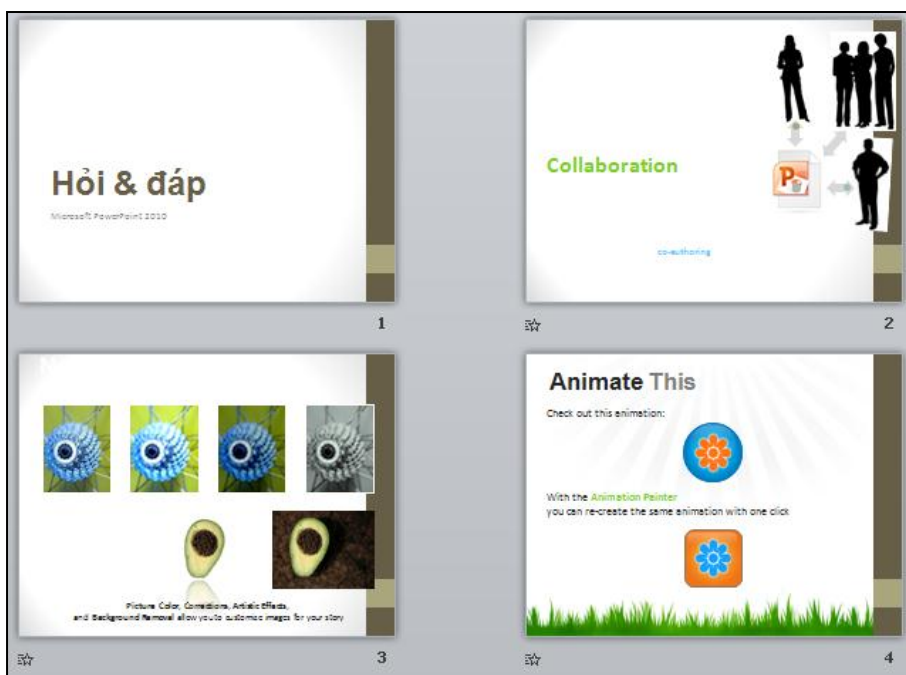 Hỏi & đáp
Microsoft PowerPoint 2010
1
Collaboration
P
co-authoring
2
Picture Color, Corrections, Artistic Effects,
and Background Removal allow you to customize images for your story
3
Animate This
Check out this animation:
With the Animation Painter
you can re-create the same animation with one click
4